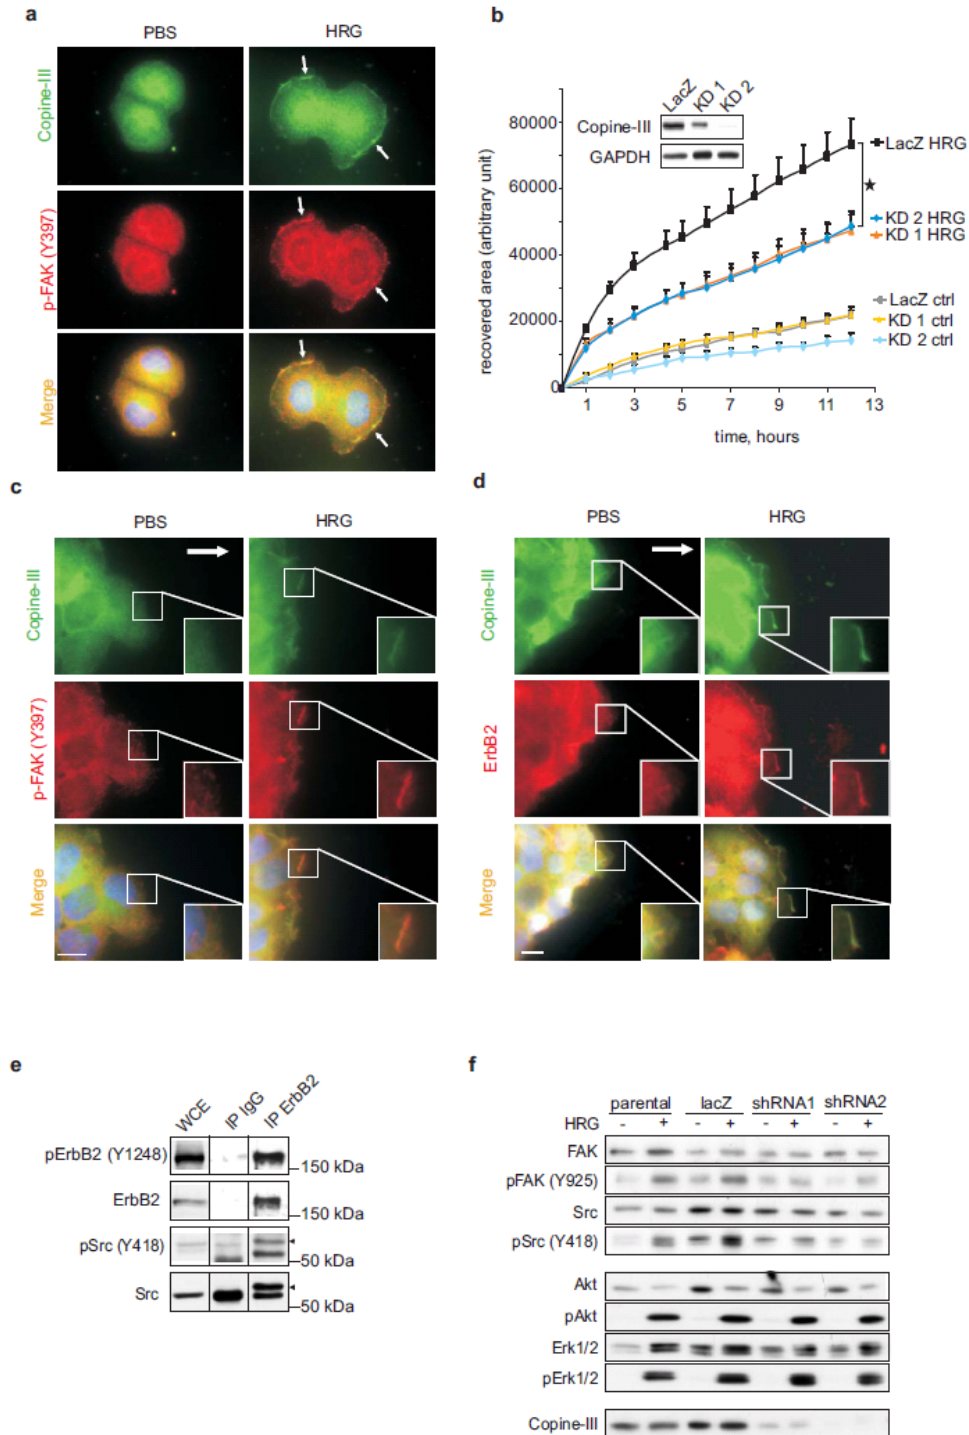 a
PBS
HRG
Copine-III
p-FAK (Y397)
Merge
b
recovered area (arbitrary unit)
80000
60000
40000
20000
0
1
3
5
7
9
11
13
time, hours
LacZ
KD 1
KD 2
Copine-III
GAPDH
LacZ HRG
★
KD 2 HRG
KD 1 HRG
LacZ ctrl
KD 1 ctrl
KD 2 ctrl
c
PBS
HRG
Copine-III
p-FAK (Y397)
Merge
d
PBS
HRG
Copine-III
ErbB2
Merge
e
WCE
IP IgG
IP ErbB2
pErbB2 (Y1248)
150 kDa
ErbB2
150 kDa
pSrc (Y418)
50 kDa
Src
50 kDa
f
parental lacZ shRNA1 shRNA2
HRG - + - + - + - +
FAK
pFAK (Y925)
Src
pSrc (Y418)
Akt
pAkt
Erk1/2
pErk1/2
Copine-III